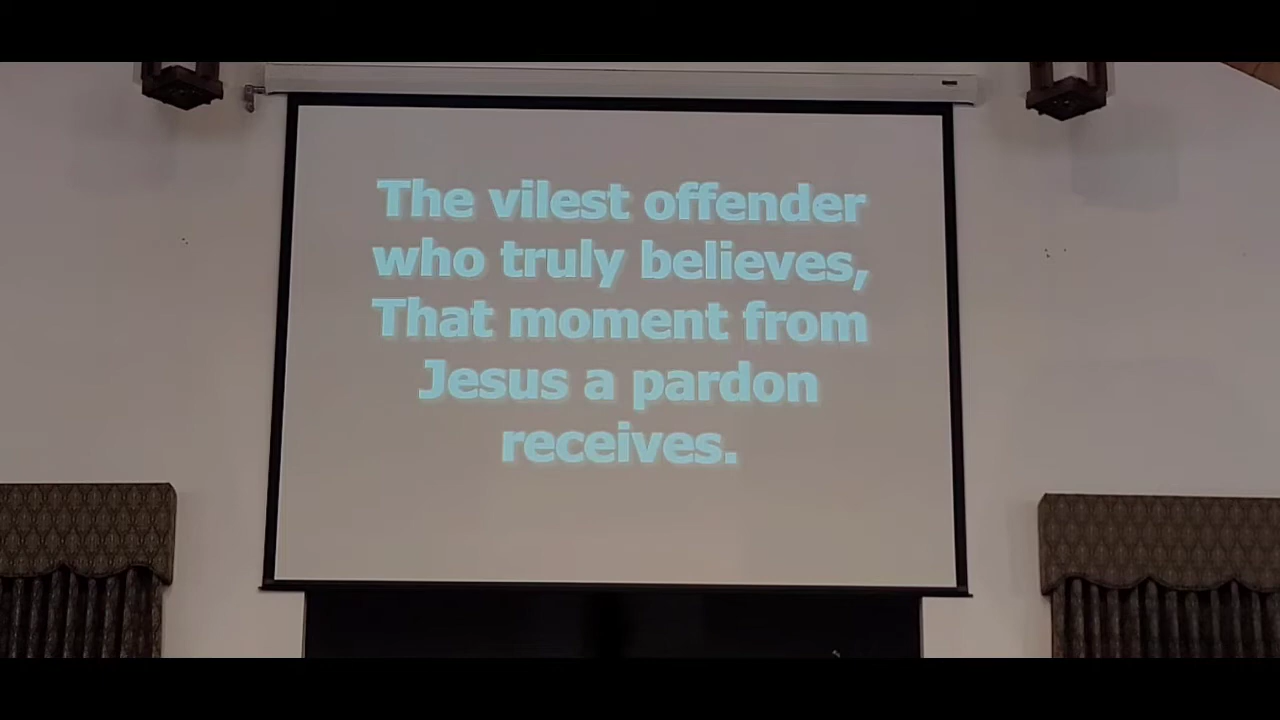 The vilest offender
who truly believes,
That moment from
Jesus a pardon
receives.